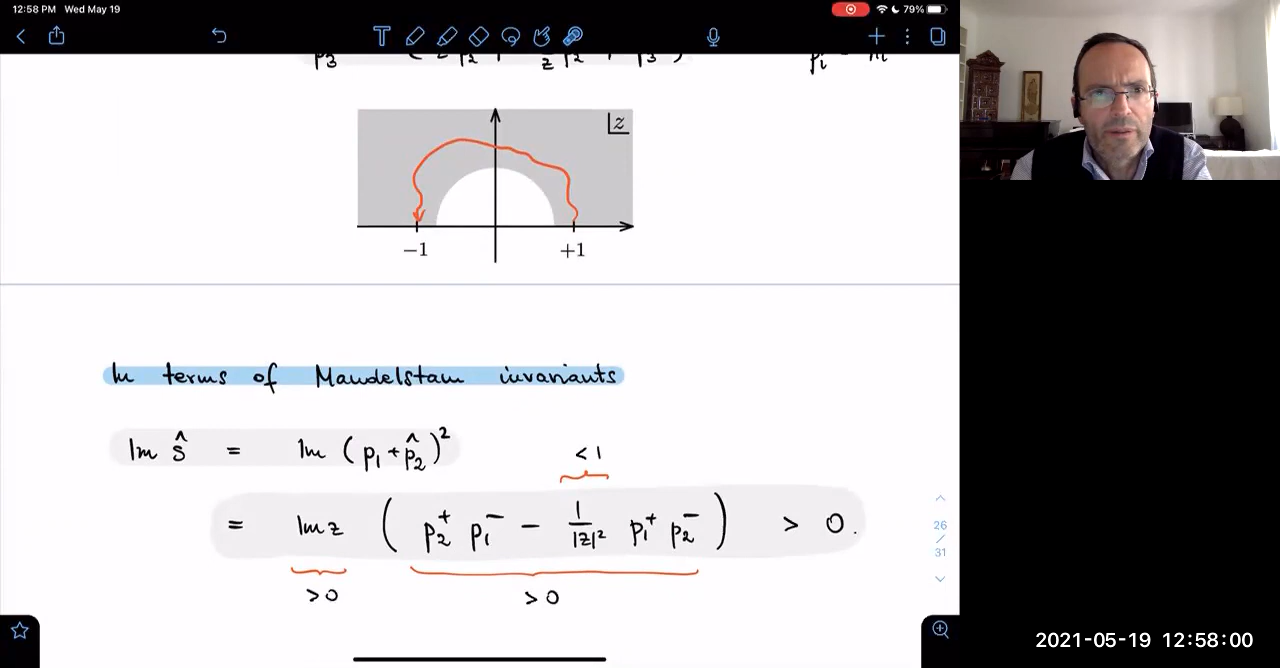 12:58 PM Wed May 19
79%
z
−1 +1
In terms of Mandelstam invariants
Im ŝ = Im (p₁ + p̂₂)²
< 1
= Im z ( p₂⁺ p₁⁻ − 1/|z|² p₁⁺ p₂⁻ ) > 0.
> 0 > 0
26
/
31
2021-05-19 12:58:00